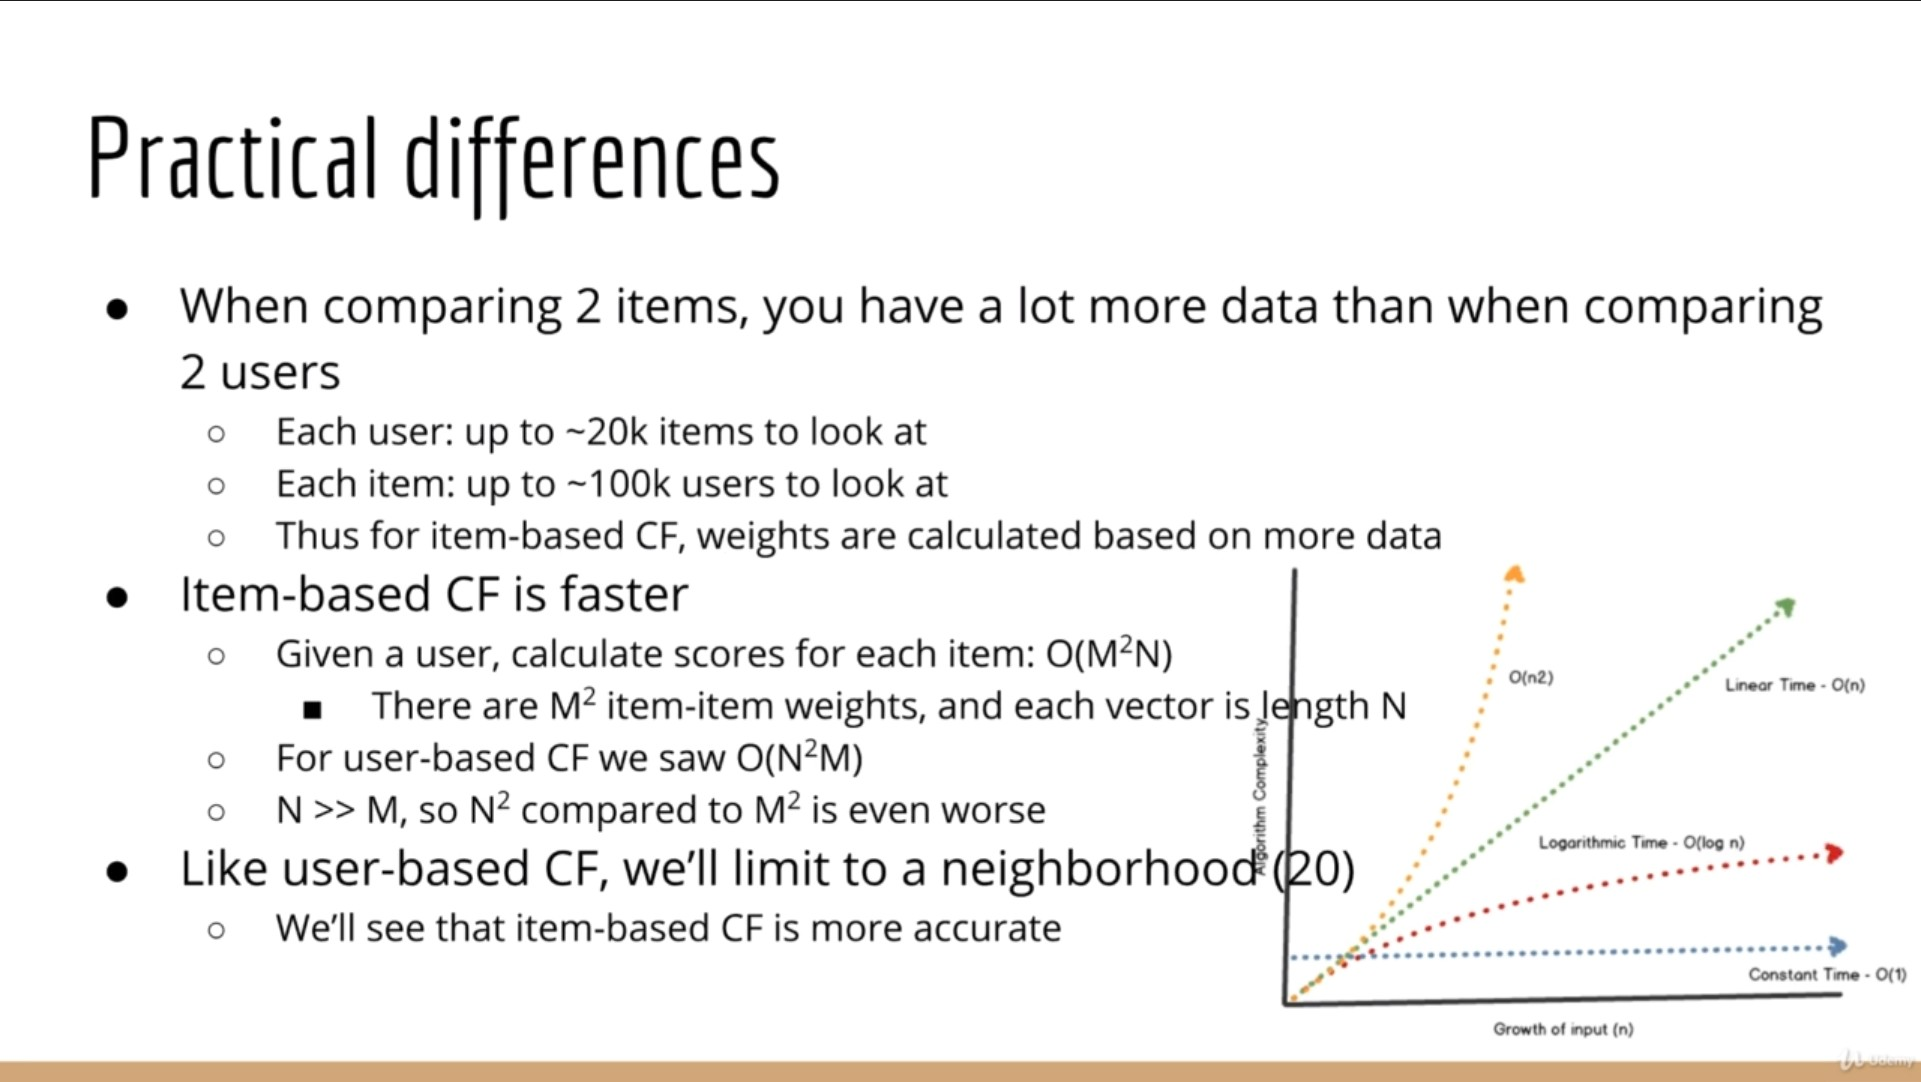 Practical differences
● When comparing 2 items, you have a lot more data than when comparing
2 users
○ Each user: up to ~20k items to look at
○ Each item: up to ~100k users to look at
○ Thus for item-based CF, weights are calculated based on more data
● Item-based CF is faster
○ Given a user, calculate scores for each item: O(M²N)
■ There are M² item-item weights, and each vector is length N
○ For user-based CF we saw O(N²M)
○ N >> M, so N² compared to M² is even worse
● Like user-based CF, we’ll limit to a neighborhood (20)
○ We’ll see that item-based CF is more accurate
Algorithm Complexity
O(n2)
Linear Time - O(n)
Logarithmic Time - O(log n)
Constant Time - O(1)
Growth of input (n)
Udemy